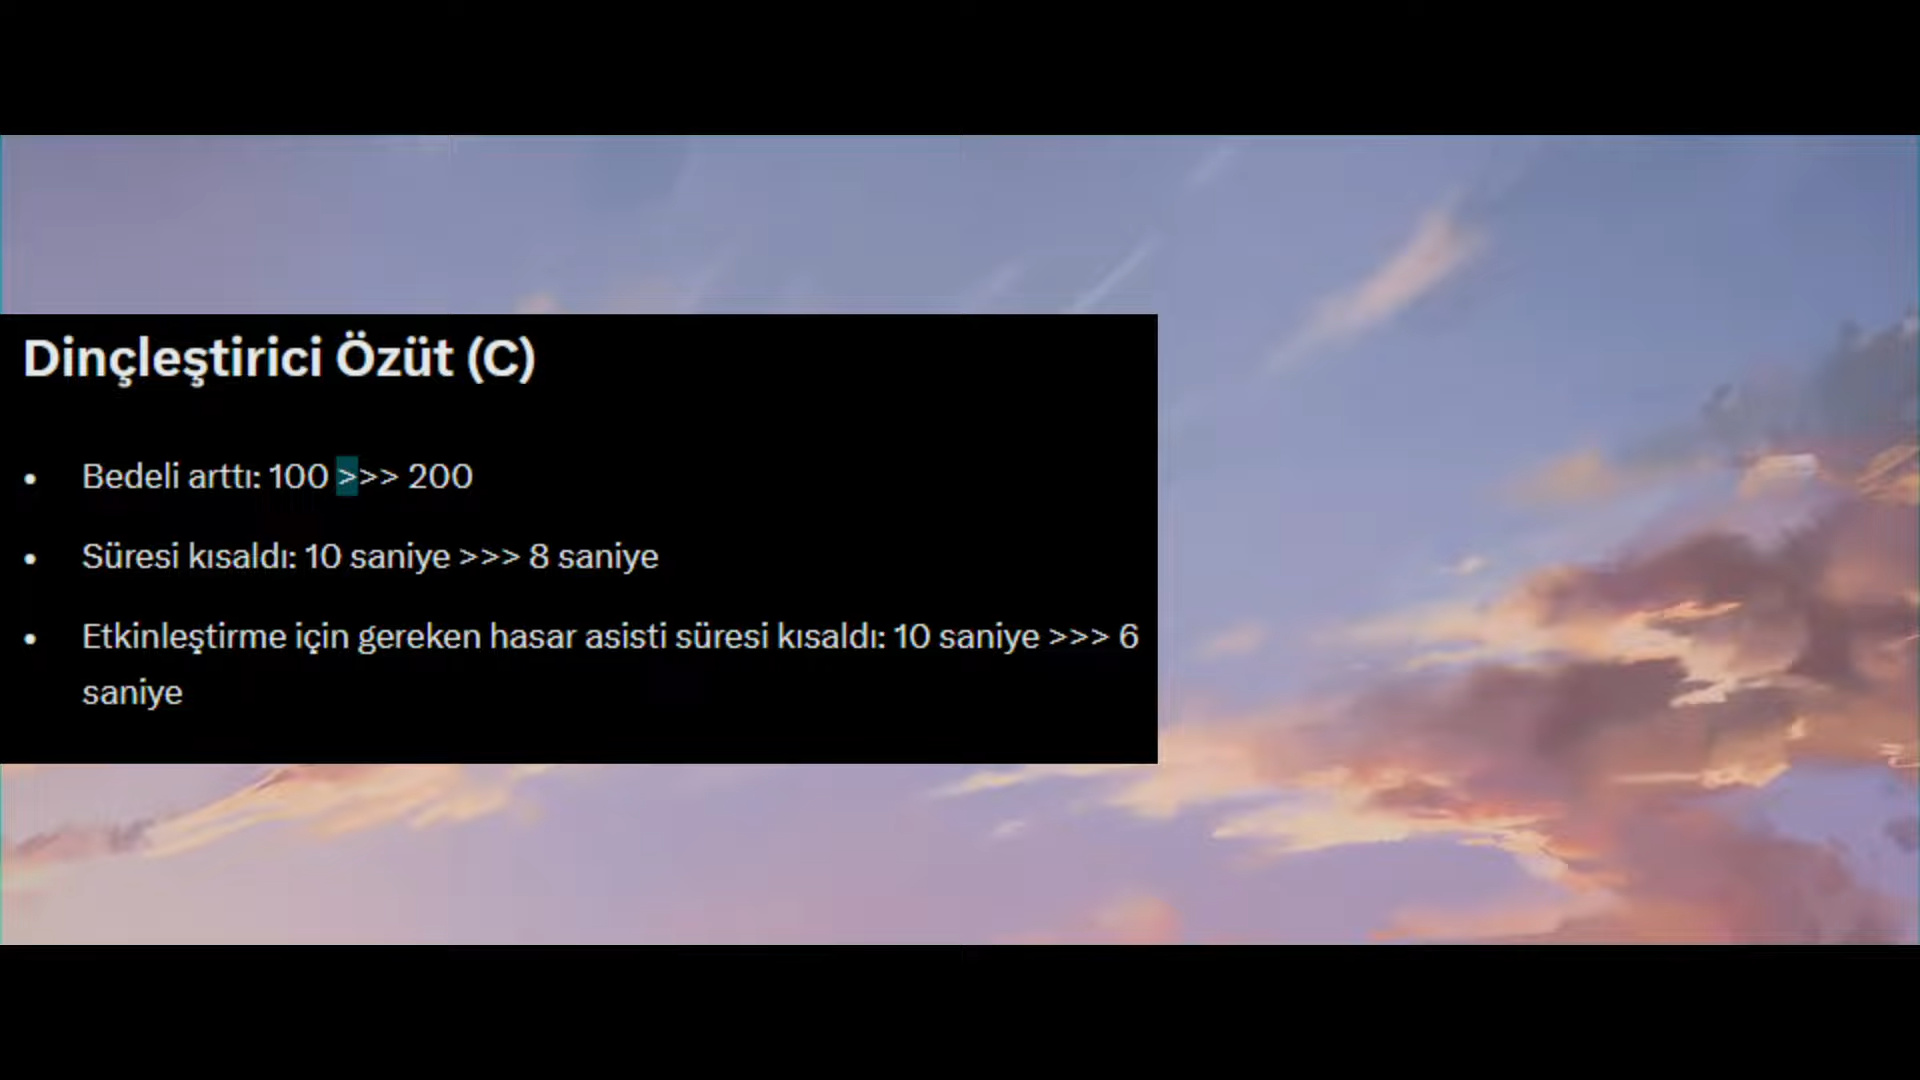 Dinçleştirici Özüt (C)
• Bedeli arttı: 100 >>> 200
• Süresi kısaldı: 10 saniye >>> 8 saniye
• Etkinleştirme için gereken hasar asisti süresi kısaldı: 10 saniye >>> 6
saniye